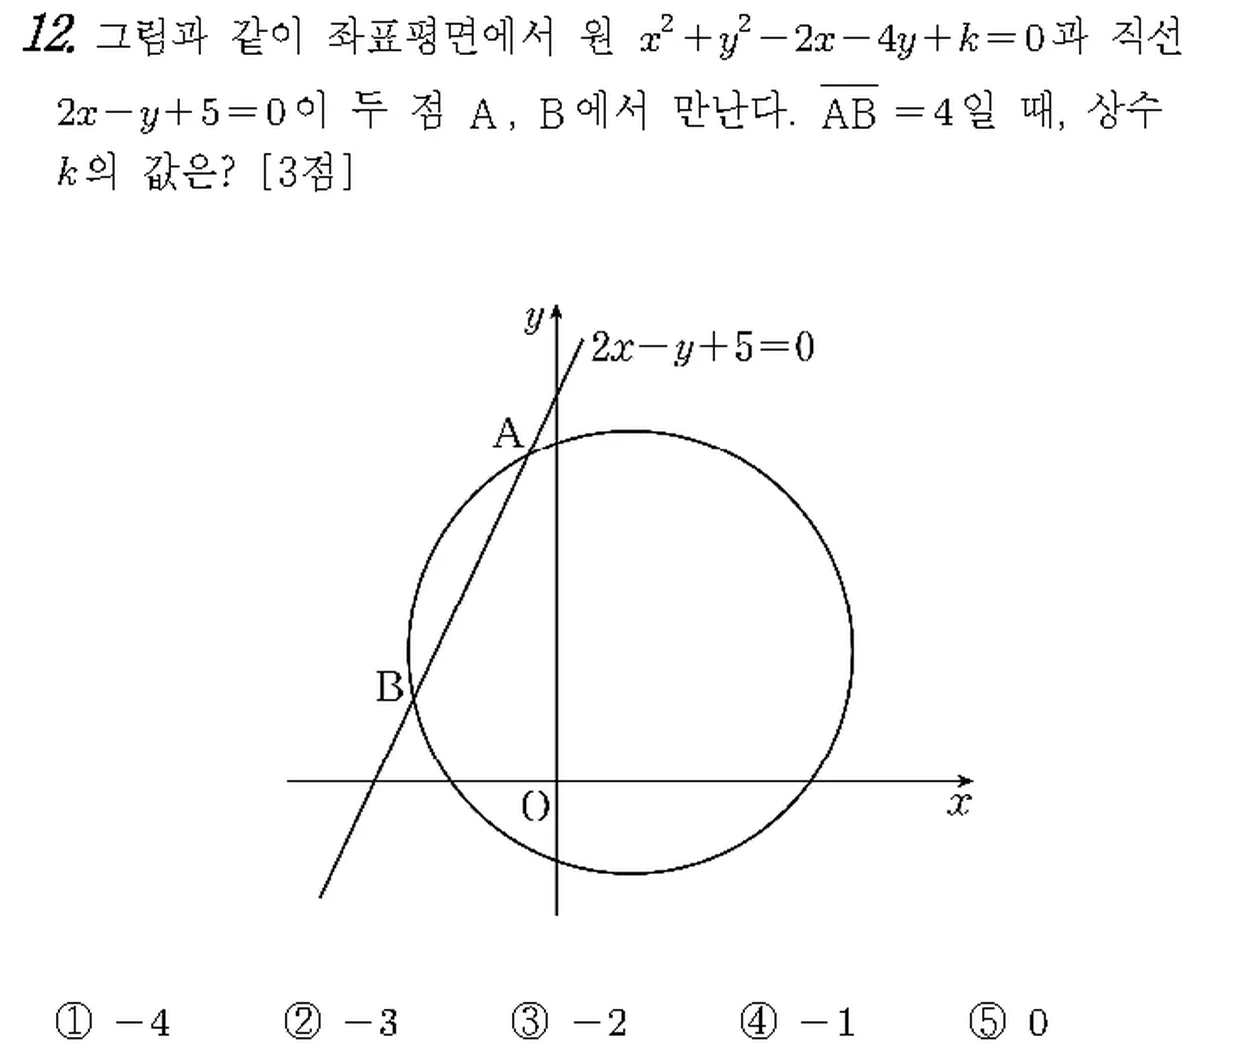 12. 그림과 같이 좌표평면에서 원 x²+y²−2x−4y+k=0과 직선
2x−y+5=0이 두 점 A, B에서 만난다. A̅B̅=4일 때, 상수
k의 값은? [3점]
y
2x−y+5=0
A
B
O
x
① −4 ② −3 ③ −2 ④ −1 ⑤ 0